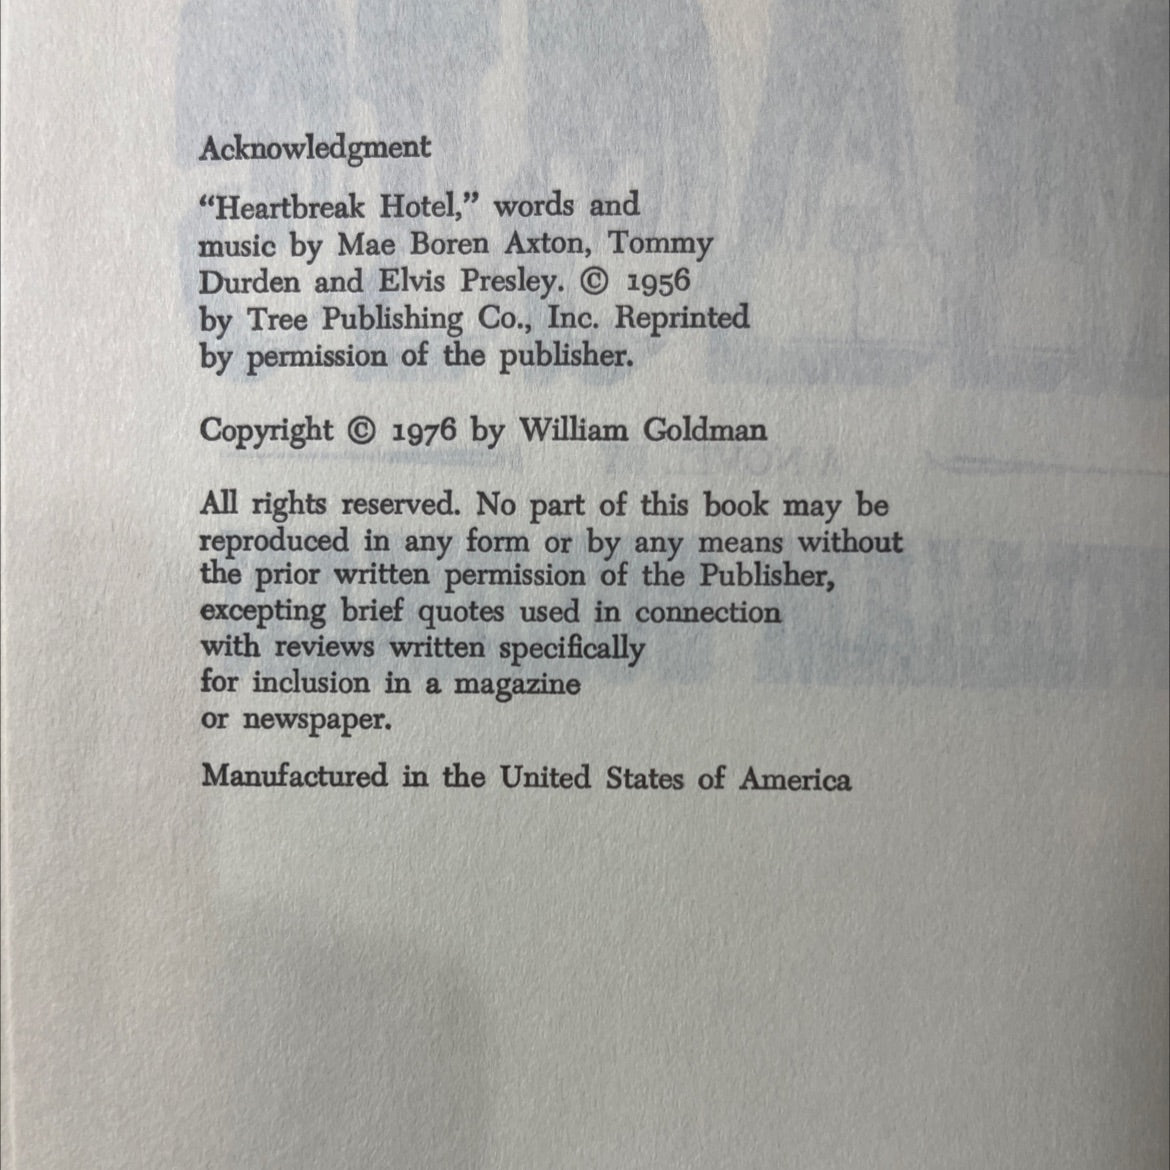 Acknowledgment
“Heartbreak Hotel,” words and
music by Mae Boren Axton, Tommy
Durden and Elvis Presley. © 1956
by Tree Publishing Co., Inc. Reprinted
by permission of the publisher.
Copyright © 1976 by William Goldman
All rights reserved. No part of this book may be
reproduced in any form or by any means without
the prior written permission of the Publisher,
excepting brief quotes used in connection
with reviews written specifically
for inclusion in a magazine
or newspaper.
Manufactured in the United States of America